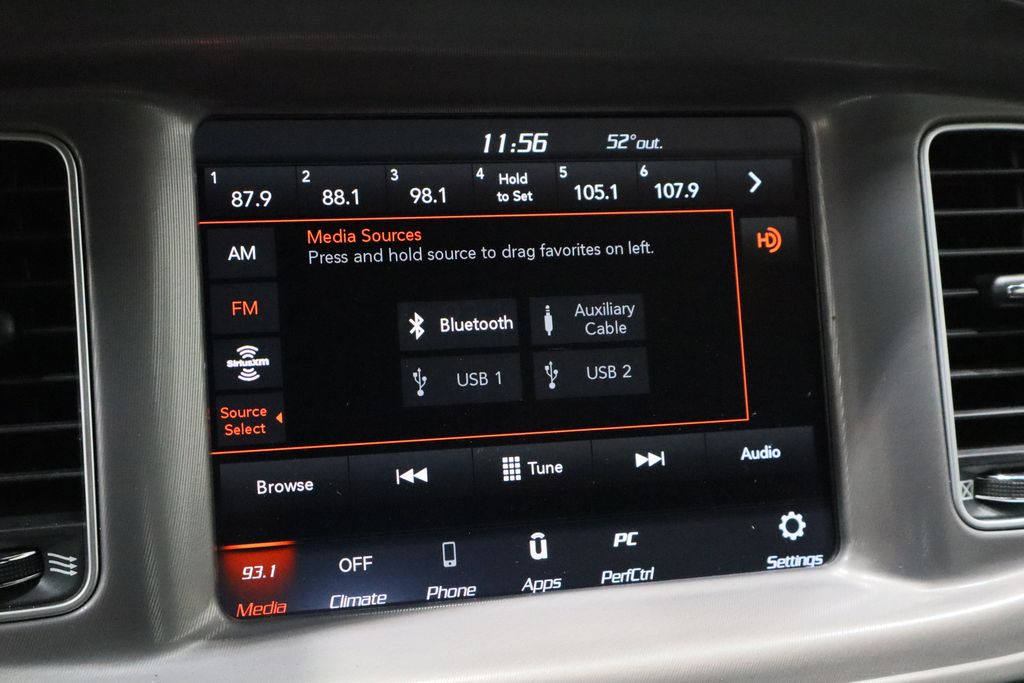 11:56 52°out.
1 87.9 2 88.1 3 98.1 4 Hold to Set 5 105.1 6 107.9
AM
Media Sources
Press and hold source to drag favorites on left.
HD
FM
Bluetooth
Auxiliary
Cable
SiriusXM
USB 1
USB 2
Source
Select
Browse
Tune
Audio
93.1
Media
OFF
Climate
Phone
û
Apps
PC
PerfCtrl
Settings